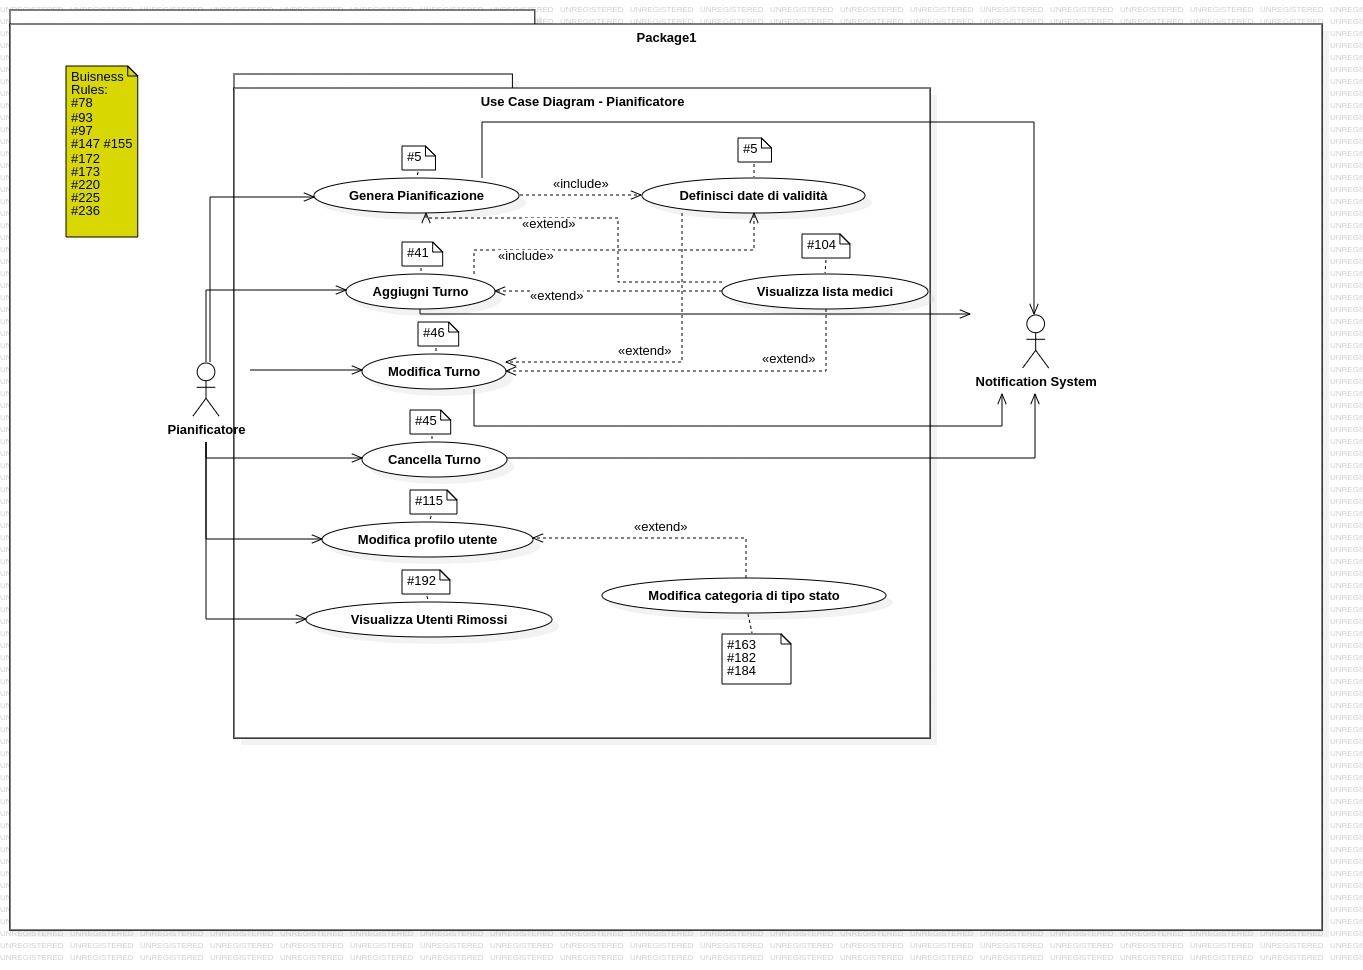 Package1
Buisness
Rules:
#78
#93
#97
#147 #155
#172
#173
#220
#225
#236
Use Case Diagram - Pianificatore
#5
#5
Genera Pianificazione
«include»
Definisci date di validità
«extend»
#41
«include»
#104
Aggiugni Turno
«extend»
Visualizza lista medici
#46
«extend»
«extend»
Modifica Turno
Notification System
Pianificatore
#45
Cancella Turno
#115
Modifica profilo utente
«extend»
#192
Modifica categoria di tipo stato
Visualizza Utenti Rimossi
#163
#182
#184
UNREGISTERED